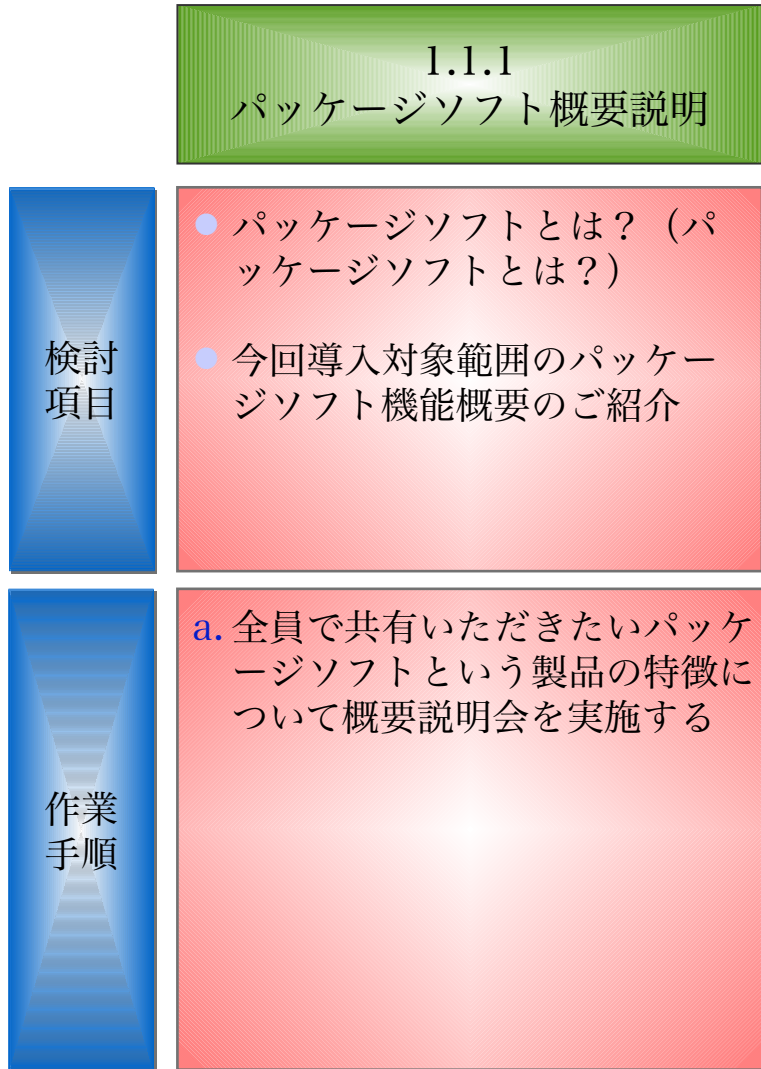 1.1.1
パッケージソフト概要説明
検討
項目
● パッケージソフトとは？（パ
ッケージソフトとは？）
● 今回導入対象範囲のパッケー
ジソフト機能概要のご紹介
作業
手順
a. 全員で共有いただきたいパッケ
ージソフトという製品の特徴に
ついて概要説明会を実施する